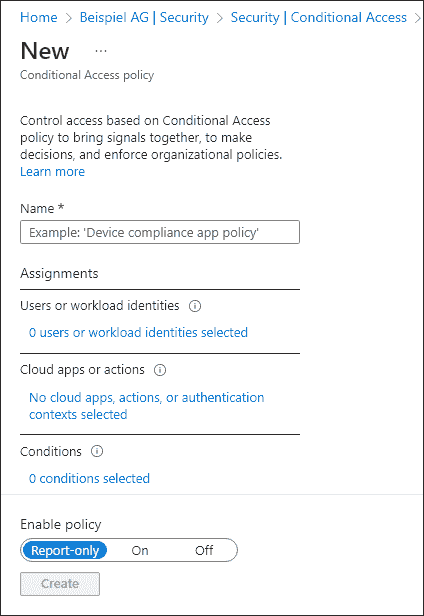 Home > Beispiel AG | Security > Security | Conditional Access >
New ...
Conditional Access policy
Control access based on Conditional Access
policy to bring signals together, to make
decisions, and enforce organizational policies.
Learn more
Name *
Example: 'Device compliance app policy'
Assignments
Users or workload identities
0 users or workload identities selected
Cloud apps or actions
No cloud apps, actions, or authentication
contexts selected
Conditions
0 conditions selected
Enable policy
Report-only On Off
Create